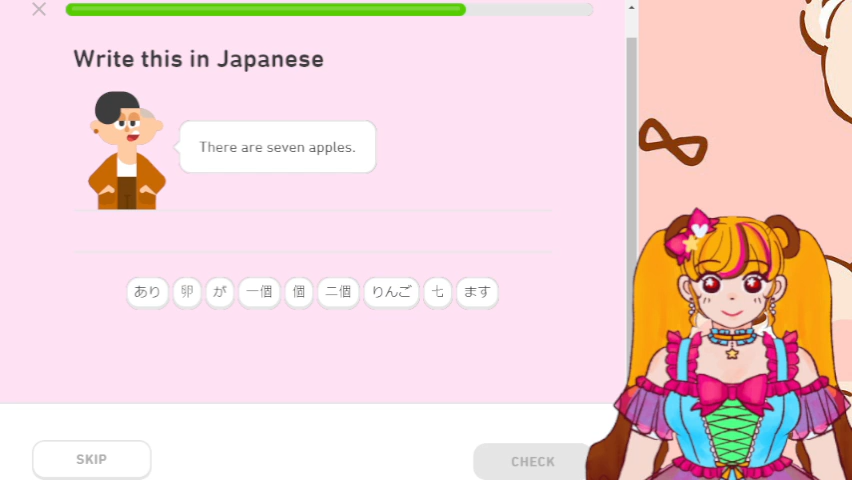 Write this in Japanese
There are seven apples.
あり 卵 が 一個 個 二個 りんご 七 ます
SKIP CHECK